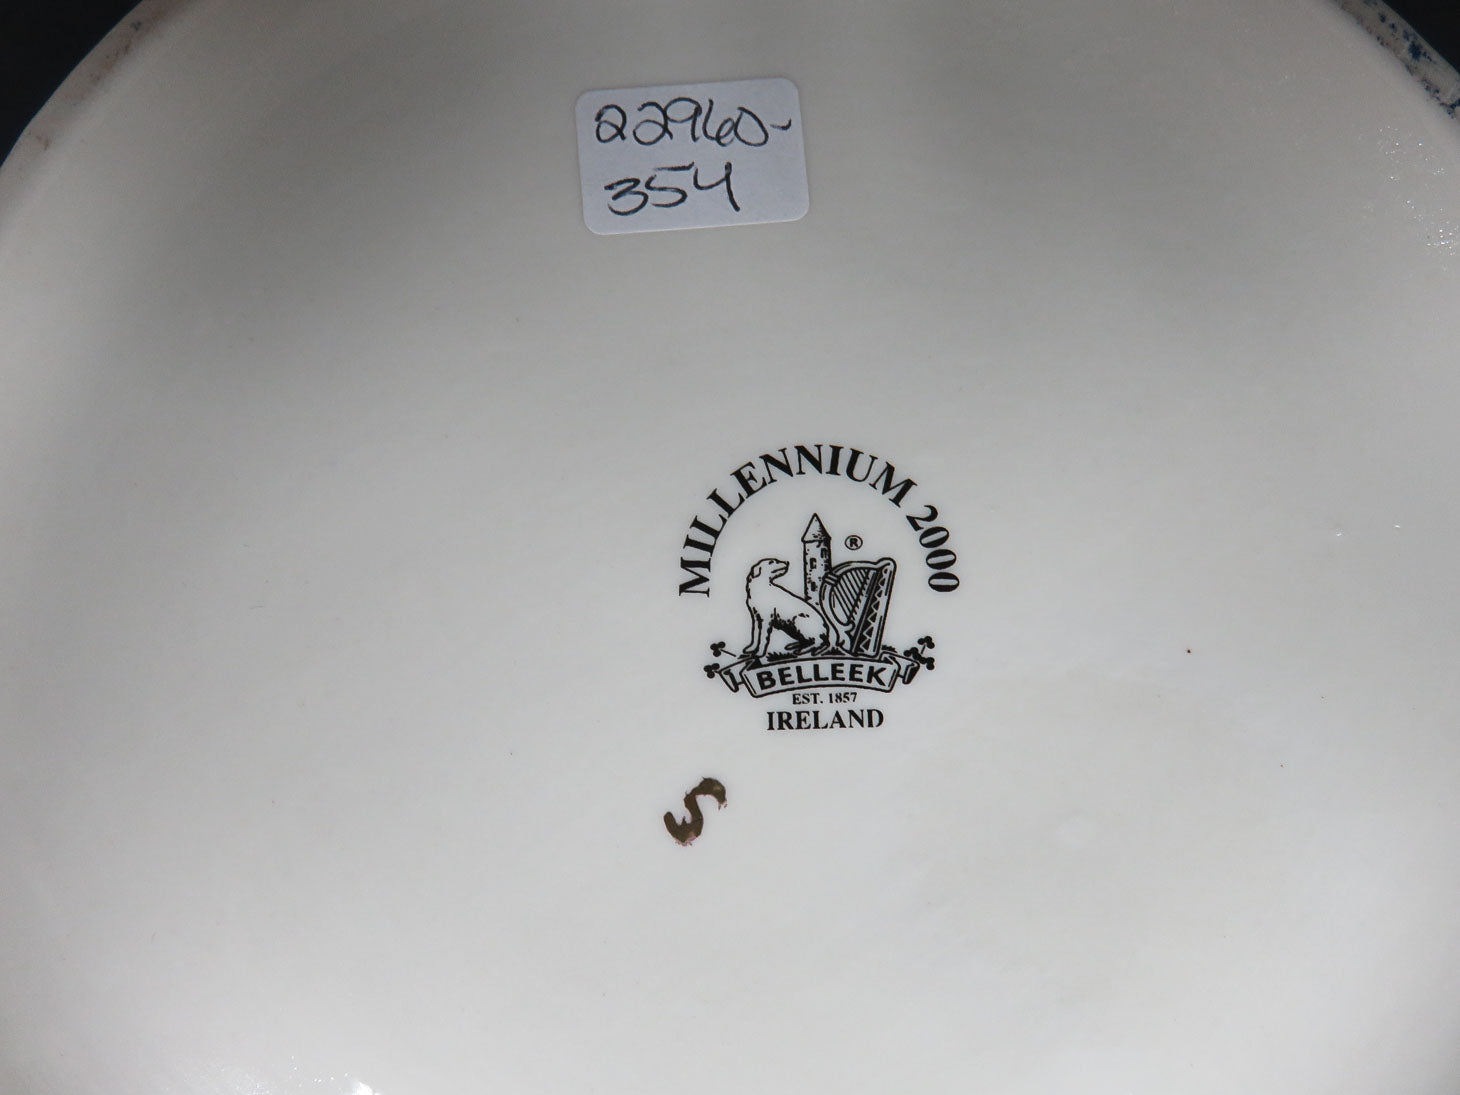 22960-
354
MILLENNIUM 2000
®
BELLEEK
EST. 1857
IRELAND
S